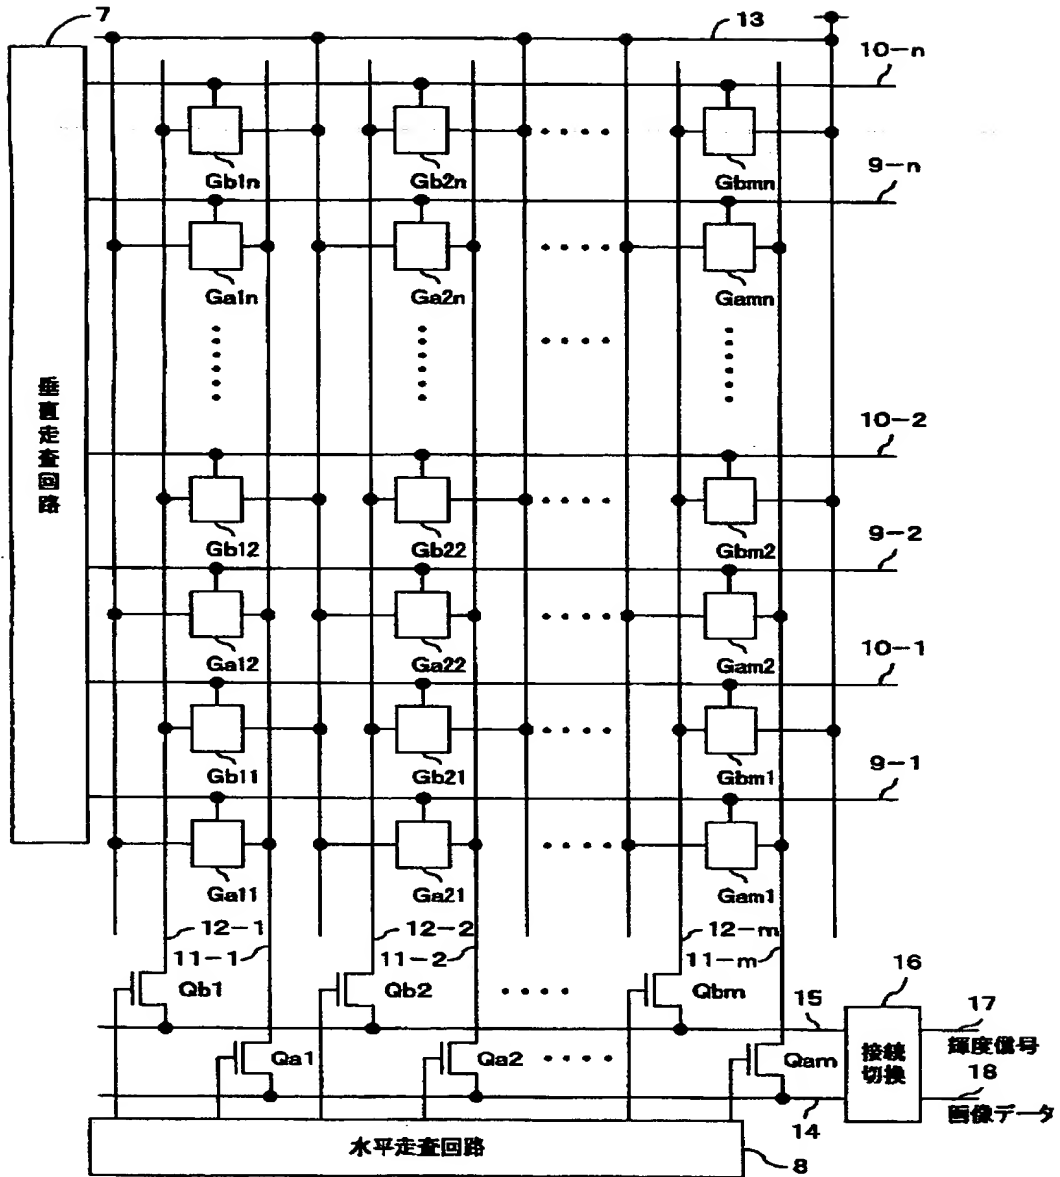 7
13
10-n
Gb1n
Gb2n
Gbmn
9-n
Ga1n
Ga2n
Gamn
垂直走査回路
10-2
Gb12
Gb22
Gbm2
9-2
Ga12
Ga22
Gam2
10-1
Gb11
Gb21
Gbm1
9-1
Ga11
Ga21
Gam1
12-1
12-2
12-m
11-1
11-2
11-m
16
Qb1
Qb2
Qbm
15
17
輝度信号
Qa1
Qa2
Qam
接続
切換
18
画像データ
14
水平走査回路
8